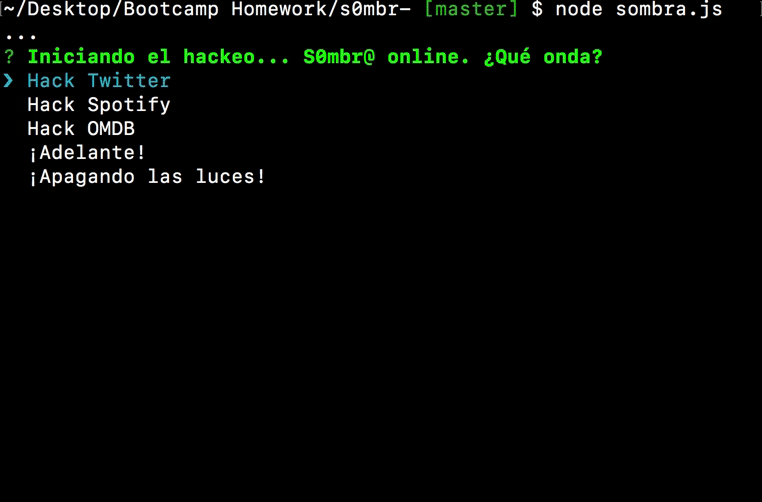 [~/Desktop/Bootcamp Homework/s0mbr- [master] $ node sombra.js
...
? Iniciando el hackeo... S0mbr@ online. ¿Qué onda?
❯ Hack Twitter
Hack Spotify
Hack OMDB
¡Adelante!
¡Apagando las luces!